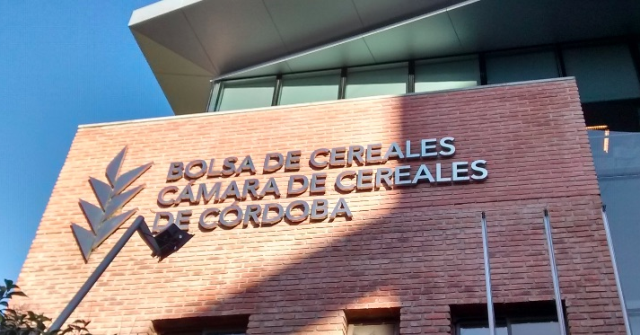 BOLSA DE CEREALES
CÁMARA DE CEREALES
DE CÓRDOBA